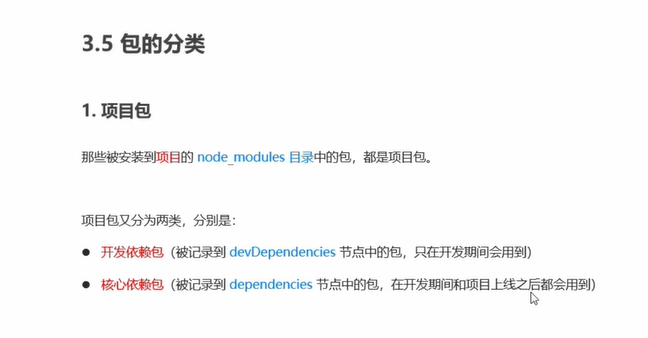 3.5 包的分类
1. 项目包
那些被安装到项目的 node_modules 目录中的包，都是项目包。
项目包又分为两类，分别是：
● 开发依赖包（被记录到 devDependencies 节点中的包，只在开发期间会用到）
● 核心依赖包（被记录到 dependencies 节点中的包，在开发期间和项目上线之后都会用到）